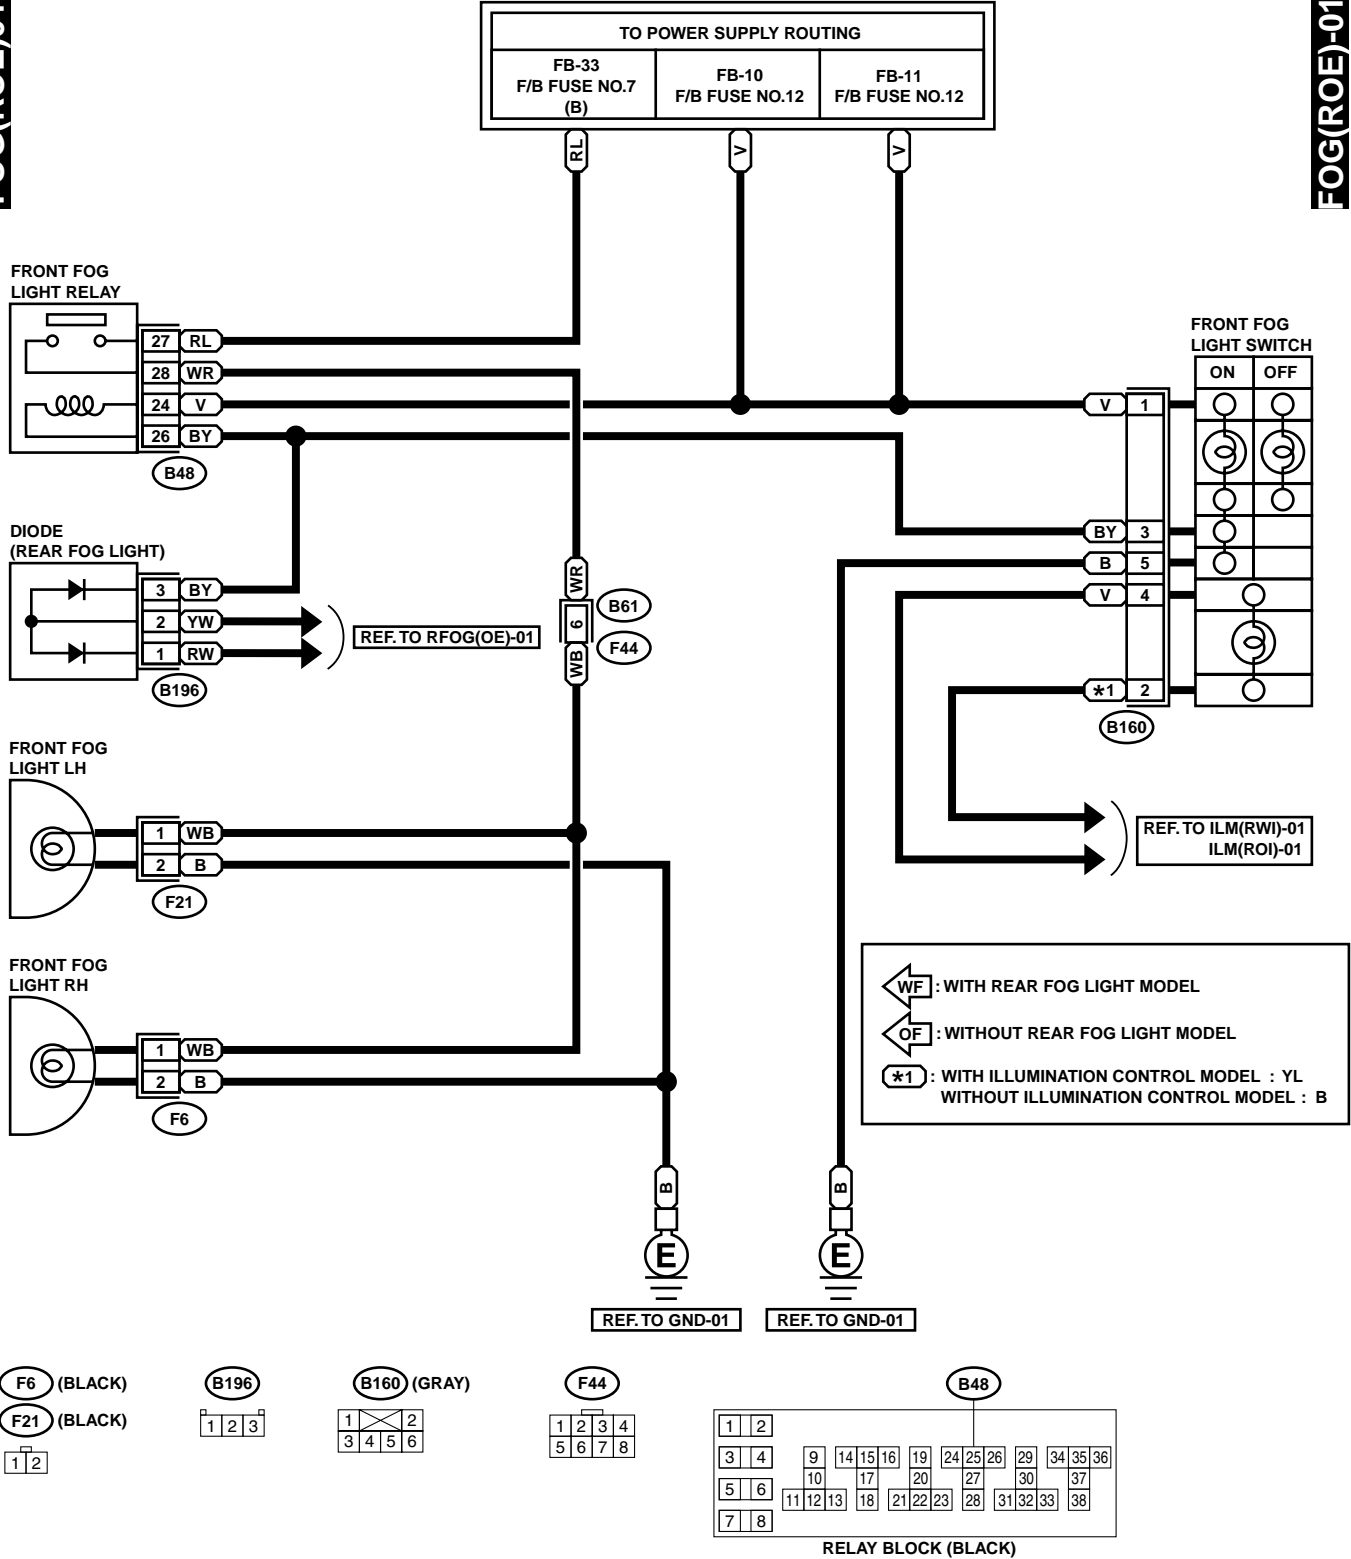 FOG(ROE)-01
TO POWER SUPPLY ROUTING
FB-33
F/B FUSE NO.7
(B)
FB-10
F/B FUSE NO.12
FB-11
F/B FUSE NO.12
RL
V
V
FRONT FOG
LIGHT RELAY
27 RL
28 WR
24 V
26 BY
B48
FRONT FOG
LIGHT SWITCH
ON OFF
V 1
BY 3
B 5
V 4
*1 2
B160
DIODE
(REAR FOG LIGHT)
3 BY
2 YW
1 RW
B196
REF. TO RFOG(OE)-01
WR
6
WB
B61
F44
FRONT FOG
LIGHT LH
1 WB
2 B
F21
REF. TO ILM(RWI)-01
ILM(ROI)-01
FRONT FOG
LIGHT RH
1 WB
2 B
F6
WF : WITH REAR FOG LIGHT MODEL
OF : WITHOUT REAR FOG LIGHT MODEL
*1 : WITH ILLUMINATION CONTROL MODEL : YL
WITHOUT ILLUMINATION CONTROL MODEL : B
B
B
E
E
REF. TO GND-01
REF. TO GND-01
F6 (BLACK)
F21 (BLACK)
1 2
B196
1 2 3
B160 (GRAY)
1 2
3 4 5 6
F44
1 2 3 4
5 6 7 8
B48
1 2
3 4 9 14 15 16 19 24 25 26 29 34 35 36
10 17 20 27 30 37
5 6 11 12 13 18 21 22 23 28 31 32 33 38
7 8
RELAY BLOCK (BLACK)